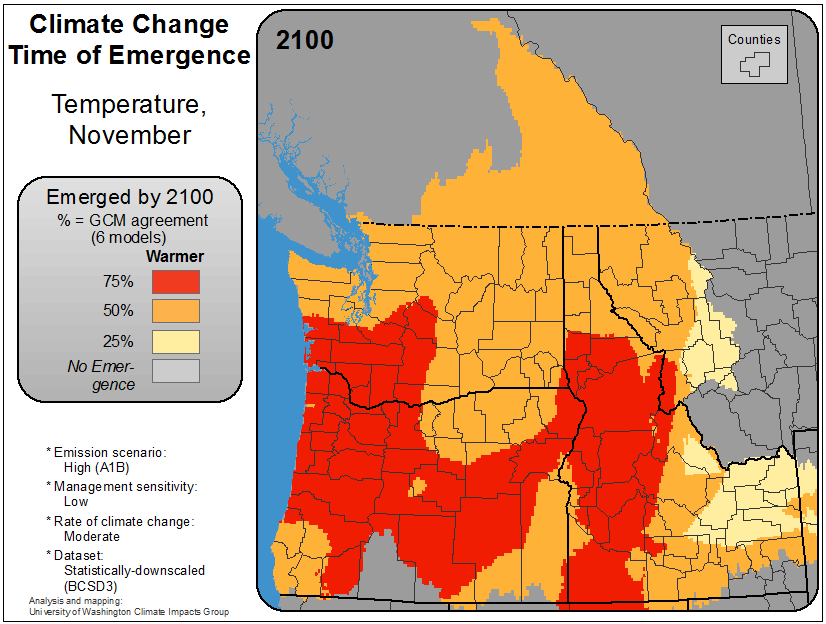 Climate Change
Time of Emergence
Temperature,
November
Emerged by 2100
% = GCM agreement
(6 models)
Warmer
75%
50%
25%
No Emer-
gence
* Emission scenario:
High (A1B)
* Management sensitivity:
Low
* Rate of climate change:
Moderate
* Dataset:
Statistically-downscaled
(BCSD3)
Analysis and mapping:
University of Washington Climate Impacts Group
2100
Counties